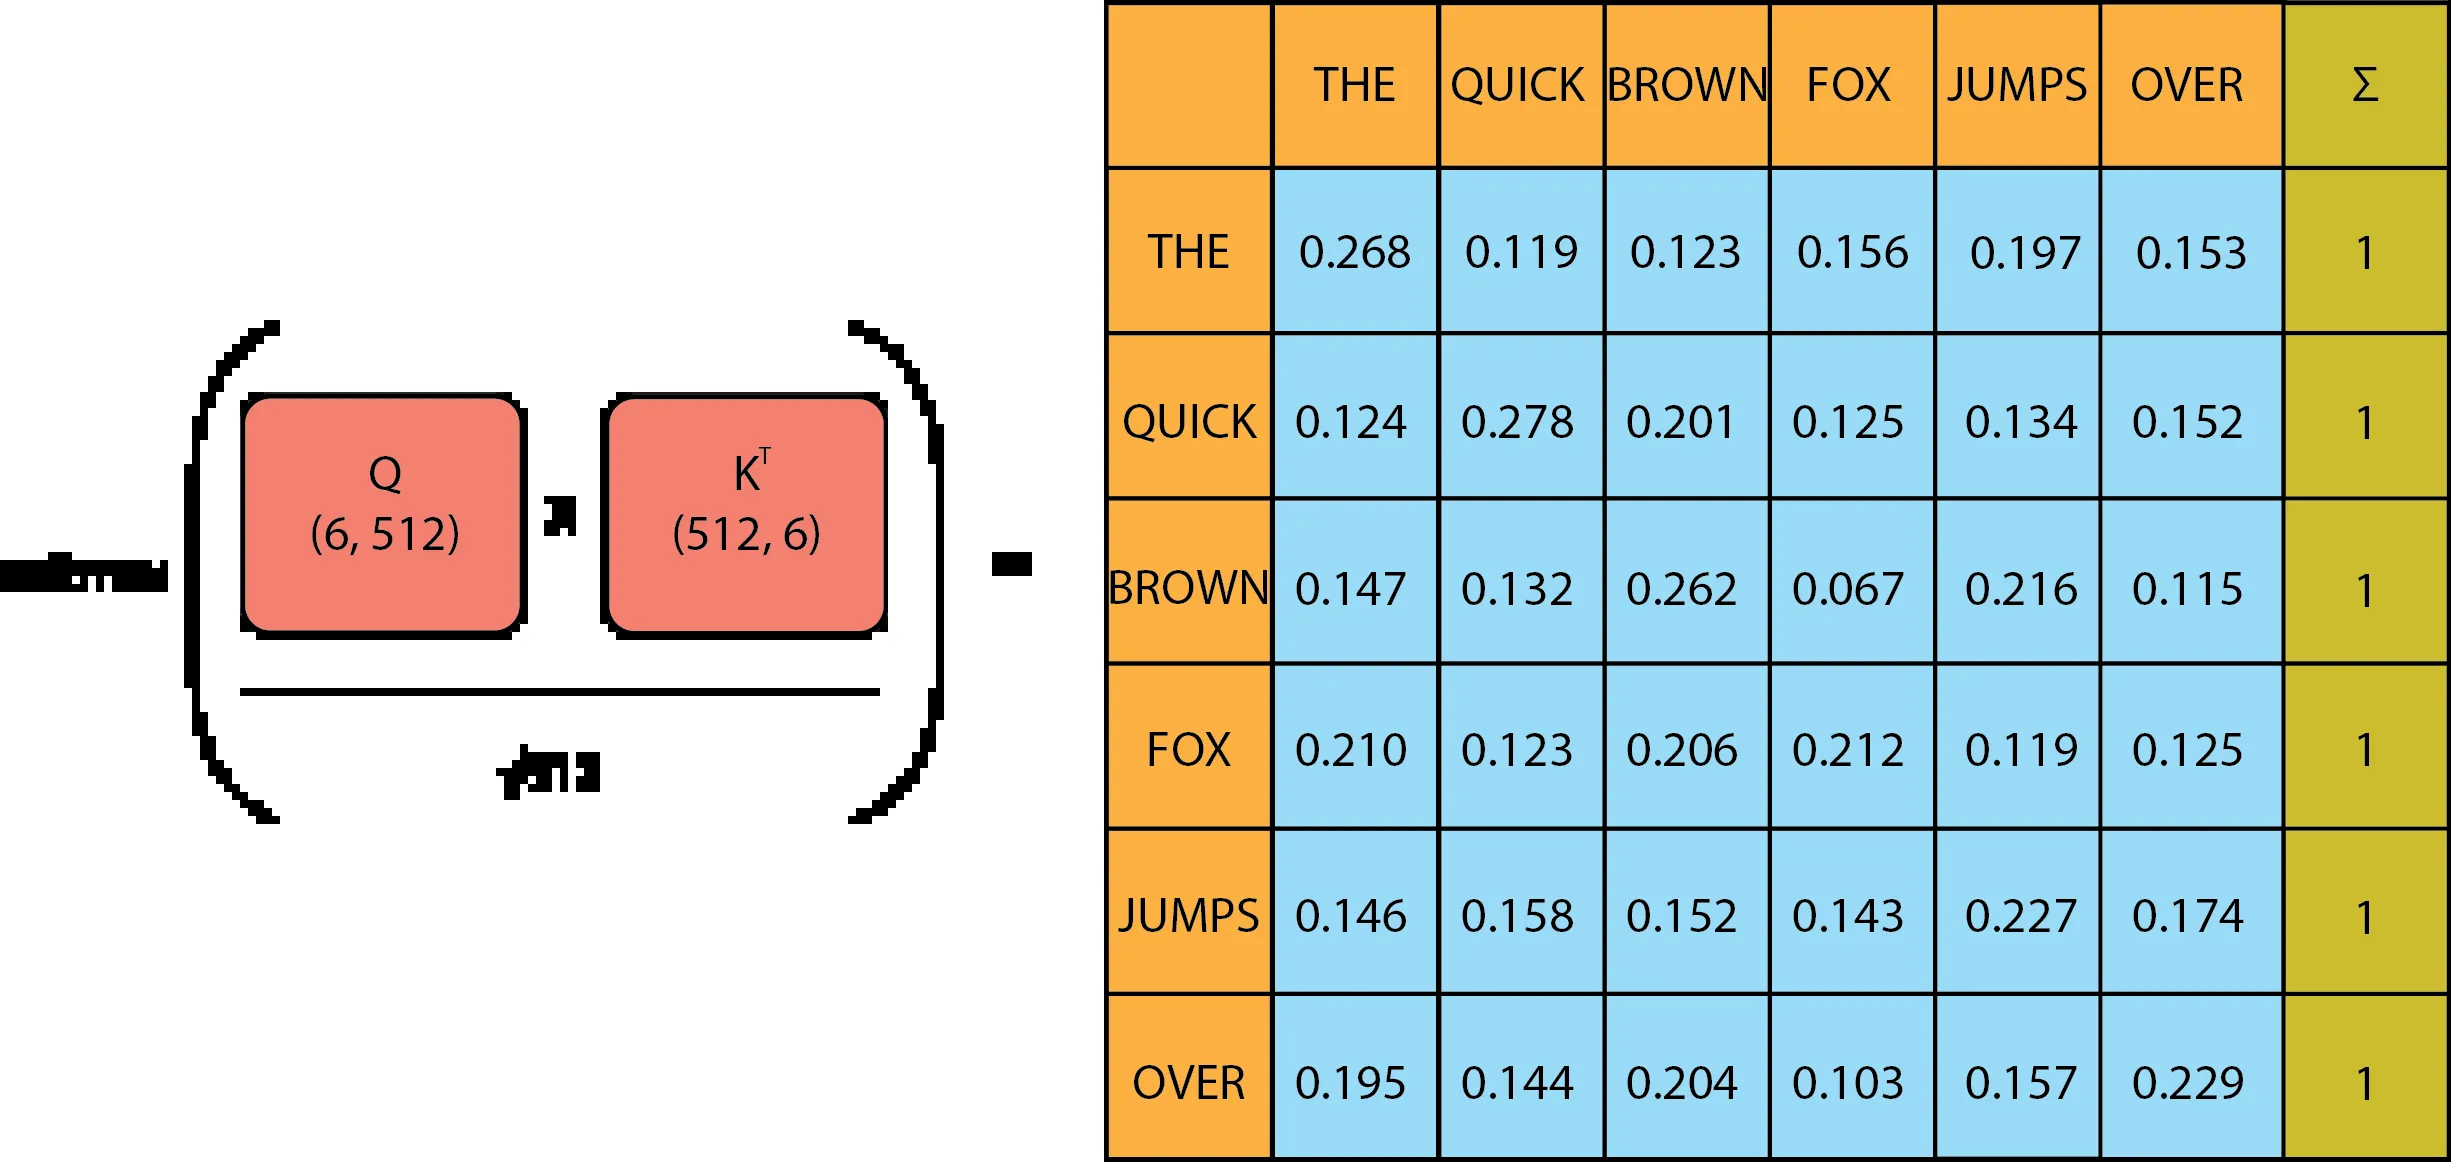 Q
(6, 512)
K^T
(512, 6)
THE QUICK BROWN FOX JUMPS OVER Σ
THE 0.268 0.119 0.123 0.156 0.197 0.153 1
QUICK 0.124 0.278 0.201 0.125 0.134 0.152 1
BROWN 0.147 0.132 0.262 0.067 0.216 0.115 1
FOX 0.210 0.123 0.206 0.212 0.119 0.125 1
JUMPS 0.146 0.158 0.152 0.143 0.227 0.174 1
OVER 0.195 0.144 0.204 0.103 0.157 0.229 1